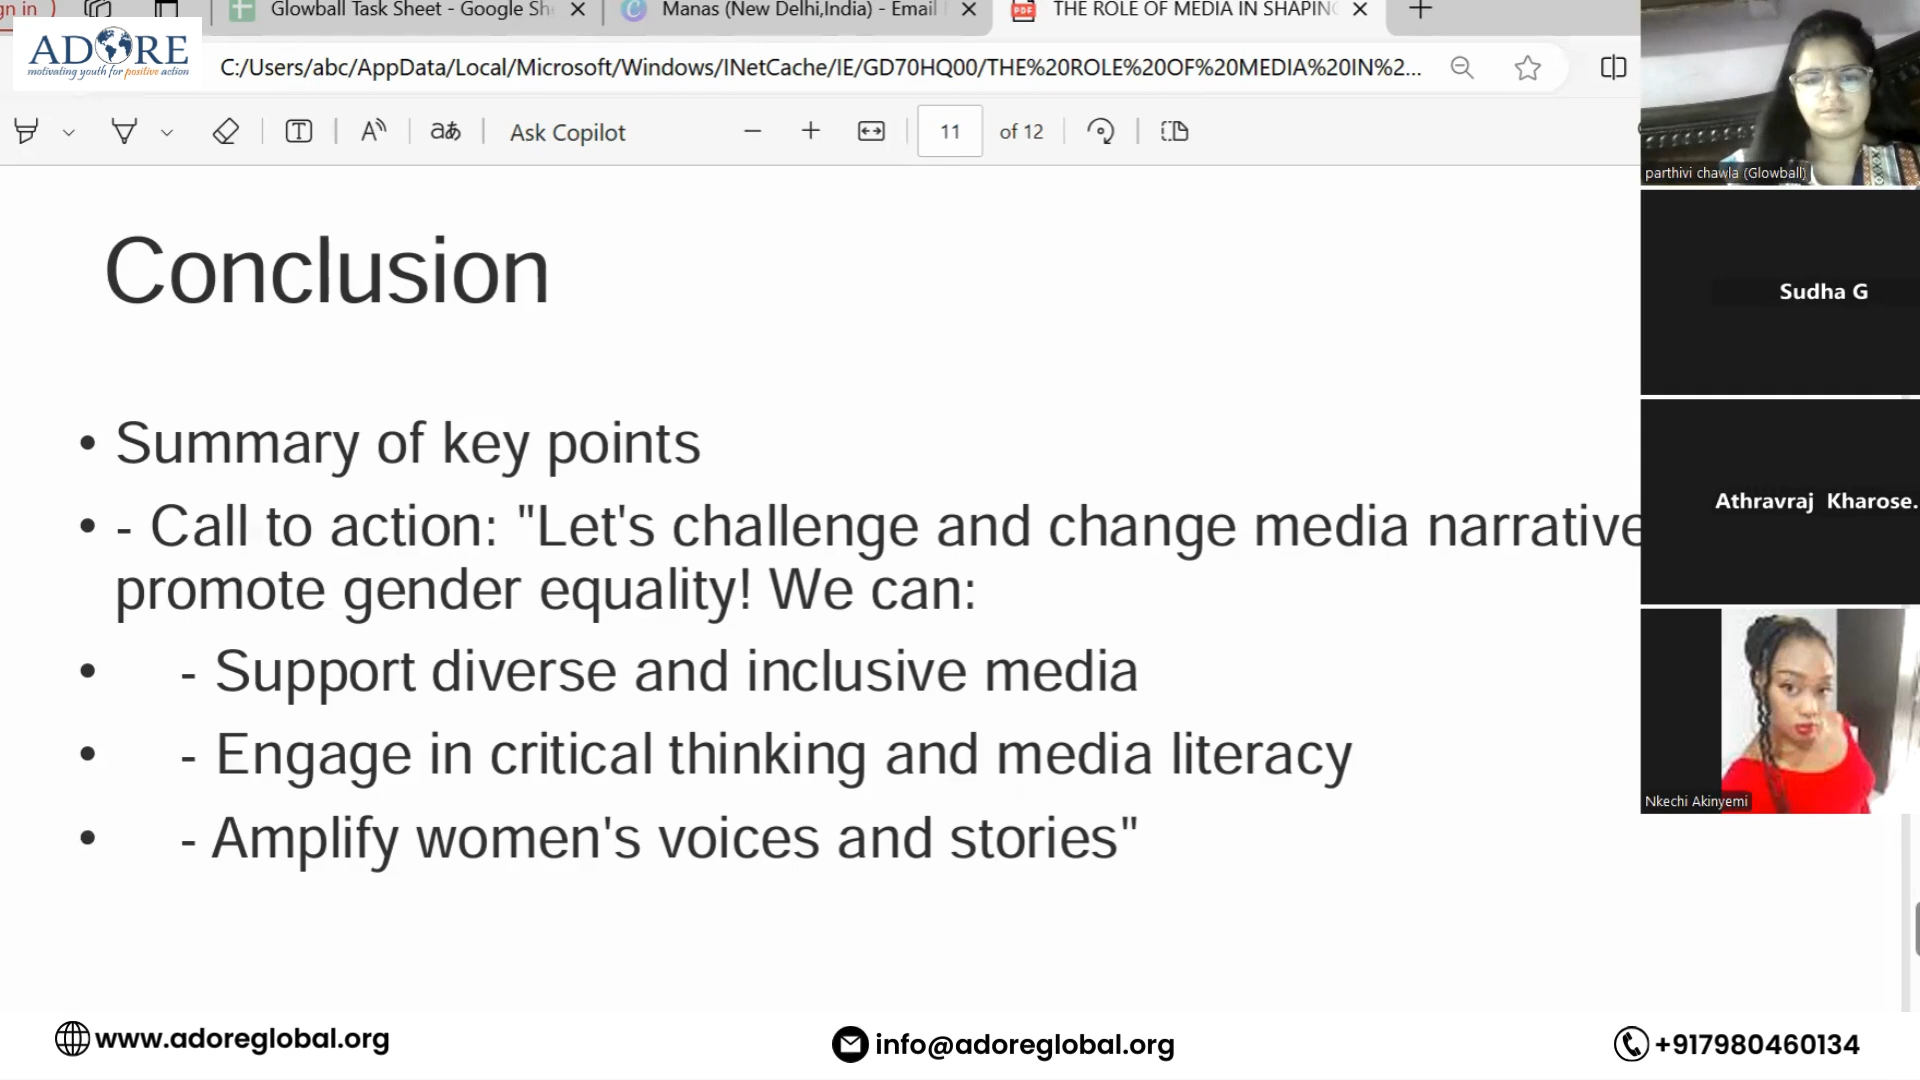 gn in )
Glowball Task Sheet - Google Sh
Manas (New Delhi,India) - Email
THE ROLE OF MEDIA IN SHAPING
ADORE
motivating youth for positive action
C:/Users/abc/AppData/Local/Microsoft/Windows/INetCache/IE/GD70HQ00/THE%20ROLE%20OF%20MEDIA%20IN%2...
Ask Copilot
11 of 12
parthivi chawla (Glowball)
Conclusion
Sudha G
• Summary of key points
Athravraj Kharose.
• - Call to action: "Let's challenge and change media narrative
promote gender equality! We can:
• - Support diverse and inclusive media
• - Engage in critical thinking and media literacy
Nkechi Akinyemi
• - Amplify women's voices and stories"
www.adoreglobal.org
info@adoreglobal.org
+917980460134